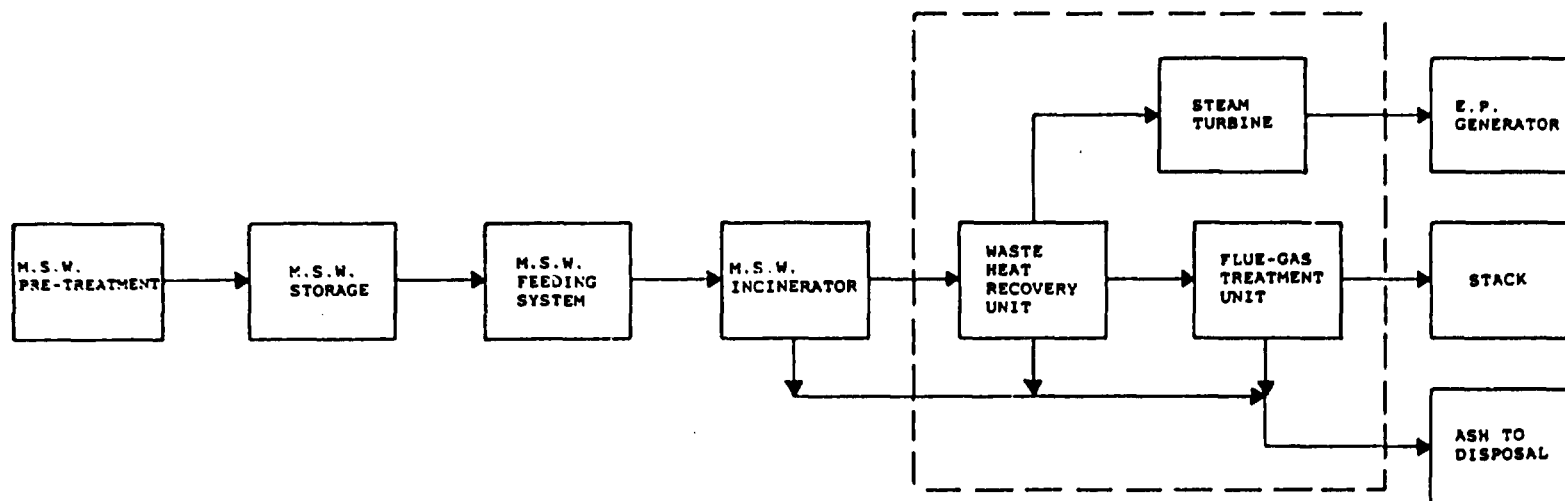 STEAM
TURBINE
E.P.
GENERATOR
M.S.W.
PRE-TREATMENT
M.S.W.
STORAGE
M.S.W.
FEEDING
SYSTEM
M.S.W.
INCINERATOR
WASTE
HEAT
RECOVERY
UNIT
FLUE-GAS
TREATMENT
UNIT
STACK
ASH TO
DISPOSAL